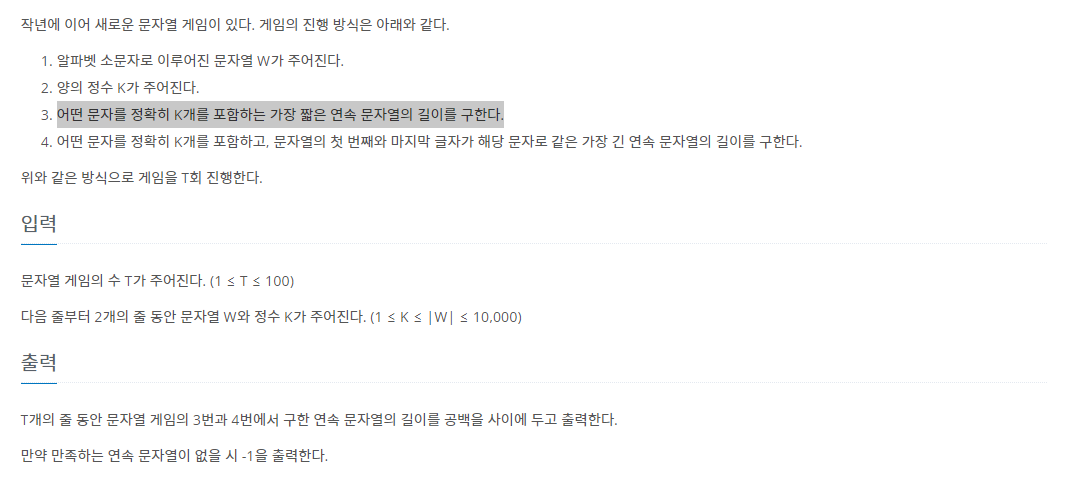 작년에 이어 새로운 문자열 게임이 있다. 게임의 진행 방식은 아래와 같다.
1. 알파벳 소문자로 이루어진 문자열 W가 주어진다.
2. 양의 정수 K가 주어진다.
3. 어떤 문자를 정확히 K개를 포함하는 가장 짧은 연속 문자열의 길이를 구한다.
4. 어떤 문자를 정확히 K개를 포함하고, 문자열의 첫 번째와 마지막 글자가 해당 문자로 같은 가장 긴 연속 문자열의 길이를 구한다.
위와 같은 방식으로 게임을 T회 진행한다.
입력
문자열 게임의 수 T가 주어진다. (1 ≤ T ≤ 100)
다음 줄부터 2개의 줄 동안 문자열 W와 정수 K가 주어진다. (1 ≤ K ≤ |W| ≤ 10,000)
출력
T개의 줄 동안 문자열 게임의 3번과 4번에서 구한 연속 문자열의 길이를 공백을 사이에 두고 출력한다.
만약 만족하는 연속 문자열이 없을 시 -1을 출력한다.